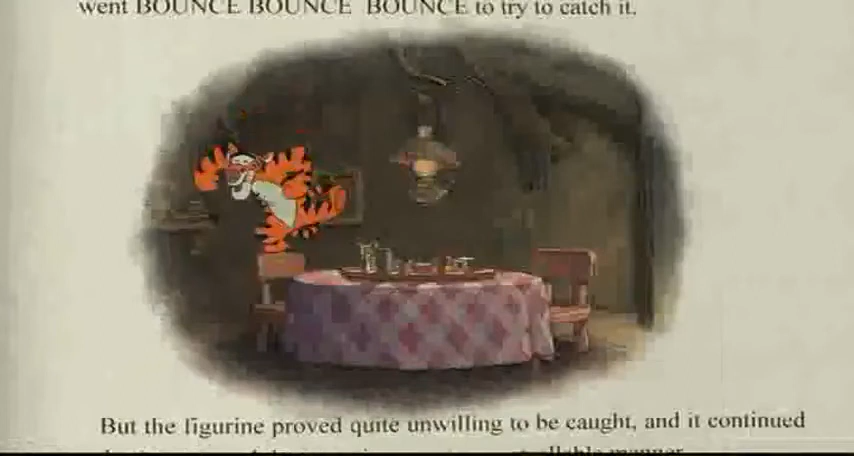 went BOUNCE BOUNCE BOUNCE to try to catch it.
But the figurine proved quite unwilling to be caught, and it continued
manner